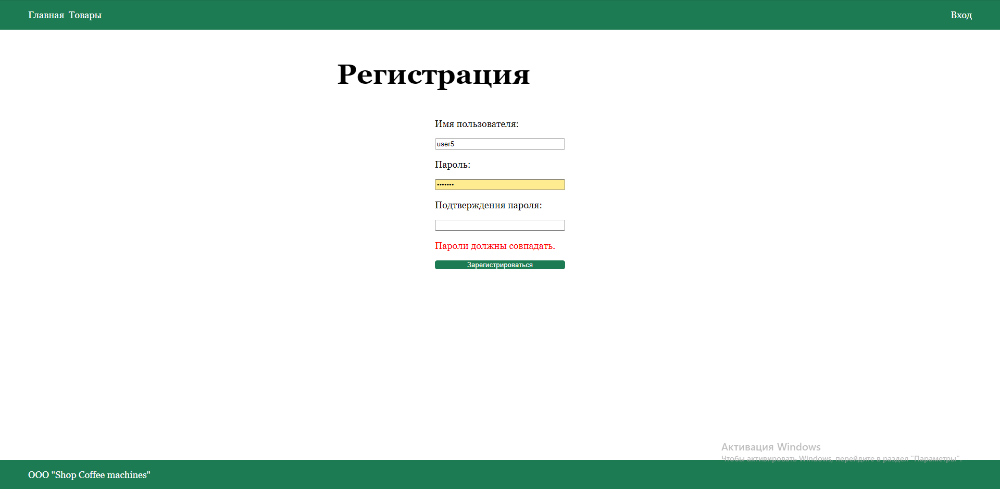 Главная Товары Вход
Регистрация
Имя пользователя:
user5
Пароль:
•••••••
Подтверждения пароля:
Пароли должны совпадать.
Зарегистрироваться
Активация Windows
Чтобы активировать Windows, перейдите в раздел "Параметры".
ООО "Shop Coffee machines"